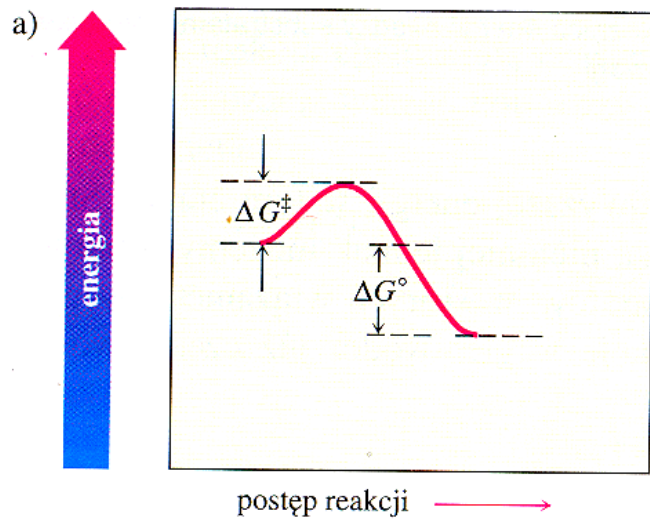 a)
energia
ΔG‡
ΔG°
postęp reakcji